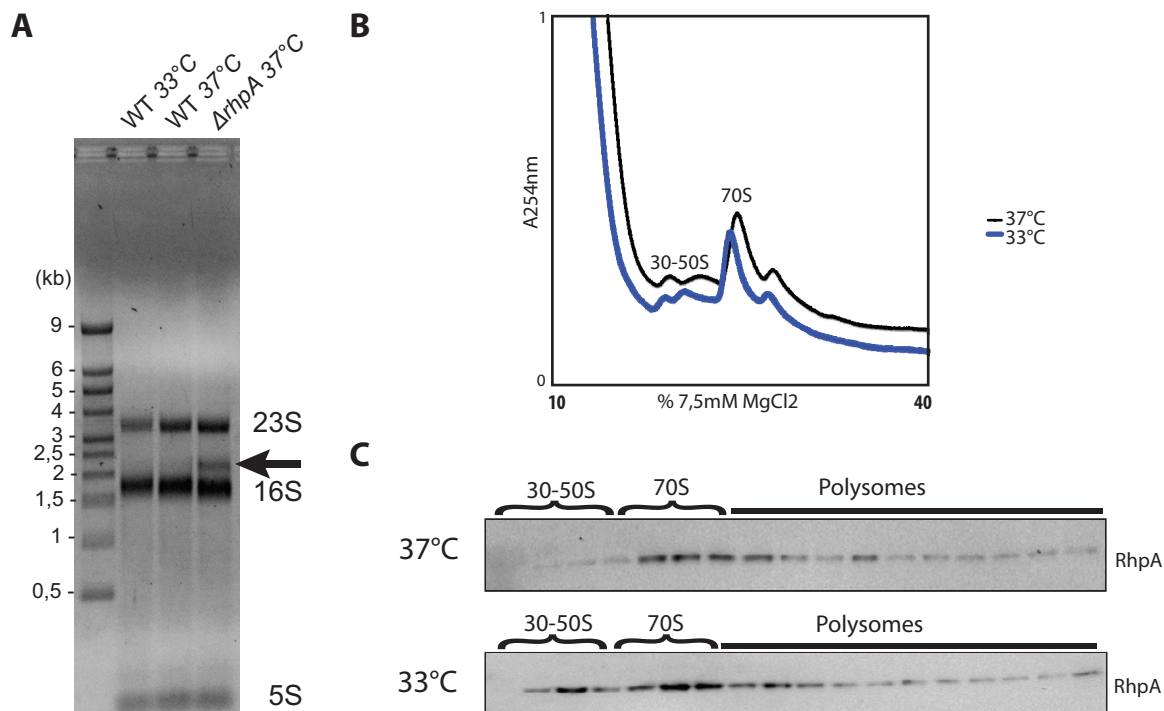 A
WT 33°C
WT 37°C
ΔrhpA 37°C
(kb)
9 -
6 -
5 -
4 -
3 -
2,5 -
2 -
1,5 -
1 -
0,5 -
23S
16S
5S
B
1
A254nm
0
30-50S
70S
10
% 7,5mM MgCl2
40
37°C
33°C
C
30-50S
70S
Polysomes
37°C
RhpA
30-50S
70S
Polysomes
33°C
RhpA